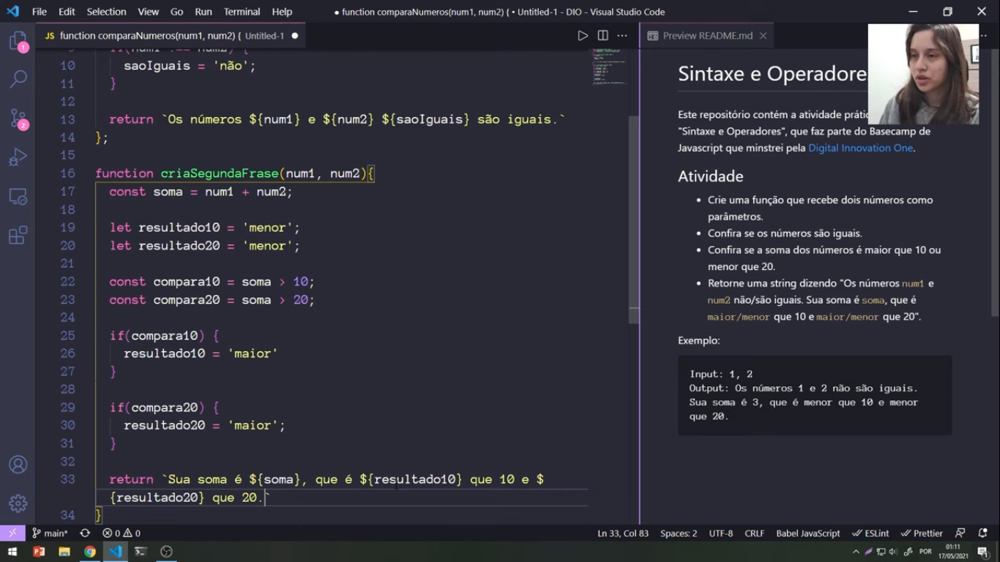 File Edit Selection View Go Run Terminal Help
● function comparaNumeros(num1, num2) { • Untitled-1 - DIO - Visual Studio Code
JS function comparaNumeros(num1, num2) { Untitled-1 ●
Preview README.md
10 saoIguais = 'não';
11 }
12
13 return `Os números ${num1} e ${num2} ${saoIguais} são iguais.`
14 };
15
16 function criaSegundaFrase(num1, num2){
17 const soma = num1 + num2;
18
19 let resultado10 = 'menor';
20 let resultado20 = 'menor';
21
22 const compara10 = soma > 10;
23 const compara20 = soma > 20;
24
25 if(compara10) {
26 resultado10 = 'maior'
27 }
28
29 if(compara20) {
30 resultado20 = 'maior';
31 }
32
33 return `Sua soma é ${soma}, que é ${resultado10} que 10 e $
{resultado20} que 20.`
34 }
Sintaxe e Operadore
Este repositório contém a atividade
"Sintaxe e Operadores", que faz parte do Basecamp de
Javascript que minstrei pela Digital Innovation One.
Atividade
• Crie uma função que recebe dois números como
parâmetros.
• Confira se os números são iguais.
• Confira se a soma dos números é maior que 10 ou
menor que 20.
• Retorne uma string dizendo "Os números num1 e
num2 não/são iguais. Sua soma é soma, que é
maior/menor que 10 e maior/menor que 20".
Exemplo:
Input: 1, 2
Output: Os números 1 e 2 não são iguais.
Sua soma é 3, que é menor que 10 e menor
que 20.
1
2
main* 0 0
Ln 33, Col 83 Spaces: 2 UTF-8 CRLF Babel JavaScript ESLint Prettier
POR
01:11
17/05/2021
1